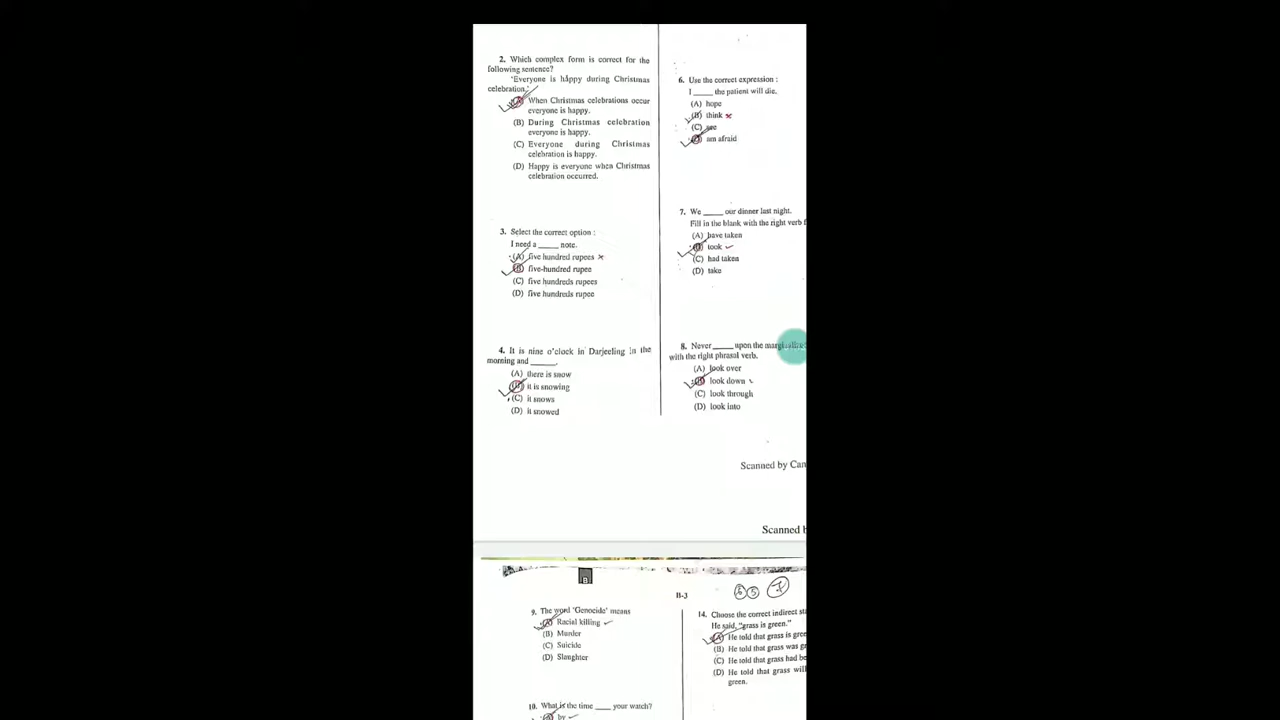 2. Which complex form is correct for the
following sentence?
'Everyone is happy during Christmas
celebration.'
(A) When Christmas celebrations occur
everyone is happy.
(B) During Christmas celebration
everyone is happy.
(C) Everyone during Christmas
celebration is happy.
(D) Happy is everyone when Christmas
celebration occurred.
3. Select the correct option :
I need a _____ note.
(A) five hundred rupees
(B) five-hundred rupee
(C) five hundreds rupees
(D) five hundreds rupee
4. It is nine o'clock in Darjeeling in the
morning and ______.
(A) there is snow
(B) it is snowing
(C) it snows
(D) it snowed
6. Use the correct expression :
I _____ the patient will die.
(A) hope
(B) think
(C) see
(D) am afraid
7. We _____ our dinner last night.
Fill in the blank with the right verb f
(A) have taken
(B) took
(C) had taken
(D) take
8. Never _____ upon the
with the right phrasal verb.
(A) look over
(B) look down
(C) look through
(D) look into
Scanned by Cam
Scanned b
B
B-3
9. The word 'Genocide' means
(A) Racial killing
(B) Murder
(C) Suicide
(D) Slaughter
10. What is the time ____ your watch?
(A) by
14. Choose the correct indirect sta
He said, "grass is green."
(A) He told that grass is gree
(B) He told that grass was gr
(C) He told that grass had be
(D) He told that grass will
green.